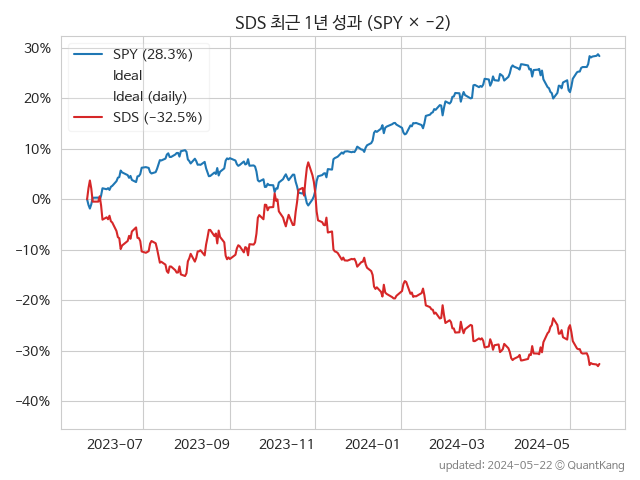 SDS 최근 1년 성과 (SPY × −2)
30%
20%
10%
0%
−10%
−20%
−30%
−40%
SPY (28.3%)
Ideal
Ideal (daily)
SDS (−32.5%)
2023−07
2023−09
2023−11
2024−01
2024−03
2024−05
updated: 2024-05-22 © QuantKang